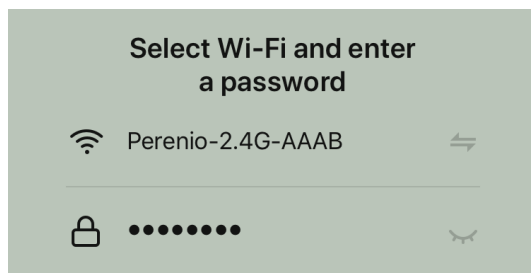 Select Wi-Fi and enter
a password
Perenio-2.4G-AAAB
••••••••